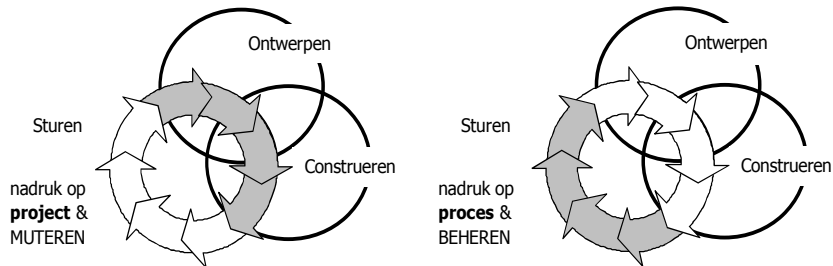 Ontwerpen
Sturen
Construeren
nadruk op
project &
MUTEREN
Ontwerpen
Sturen
Construeren
nadruk op
proces &
BEHEREN